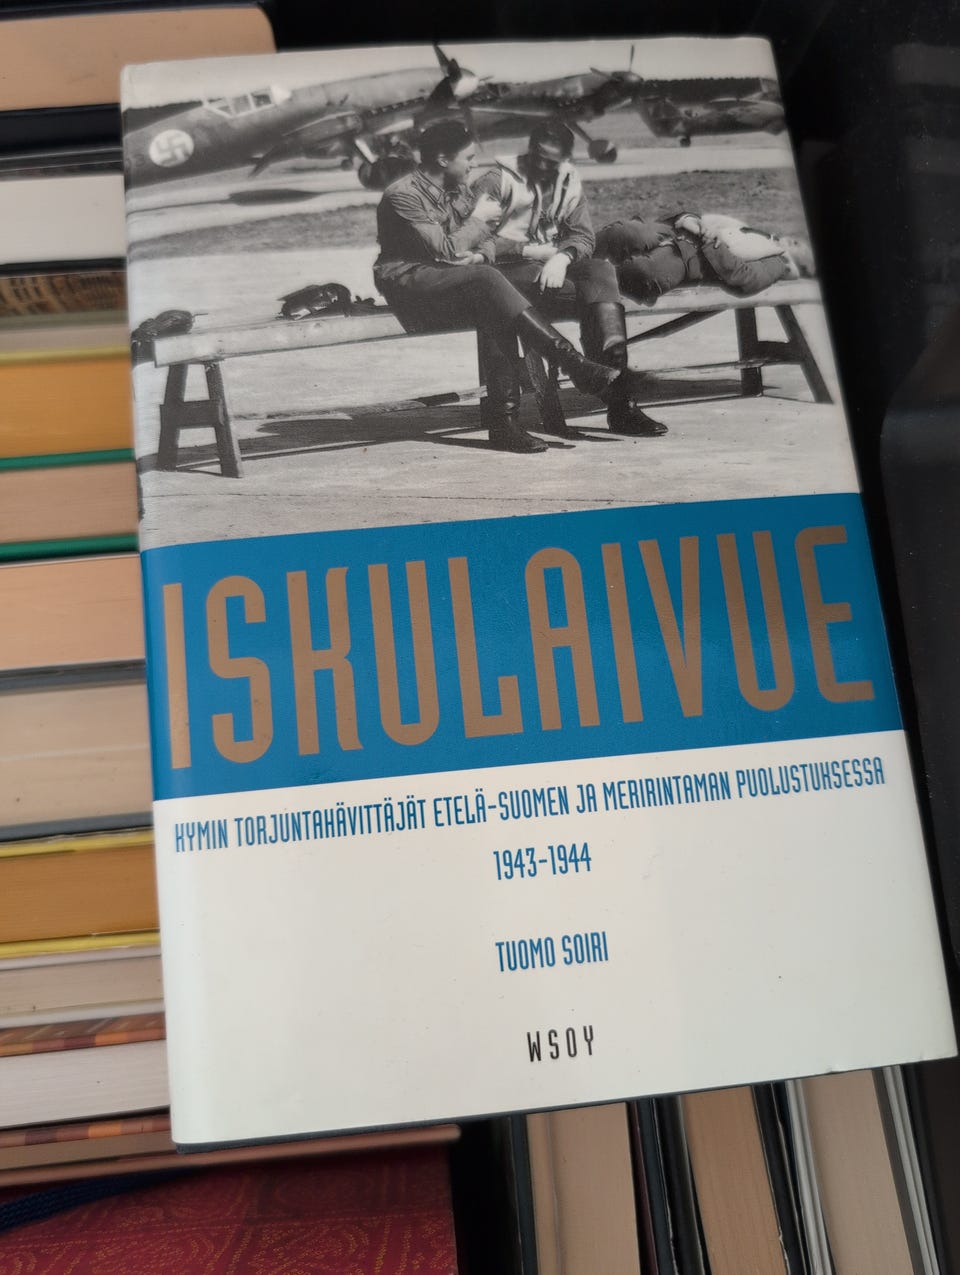 ISKULAIVUE
KYMIN TORJUNTAHÄVITTÄJÄT ETELÄ-SUOMEN JA MERIRINTAMAN PUOLUSTUKSESSA
1943-1944
TUOMO SOIRI
WSOY